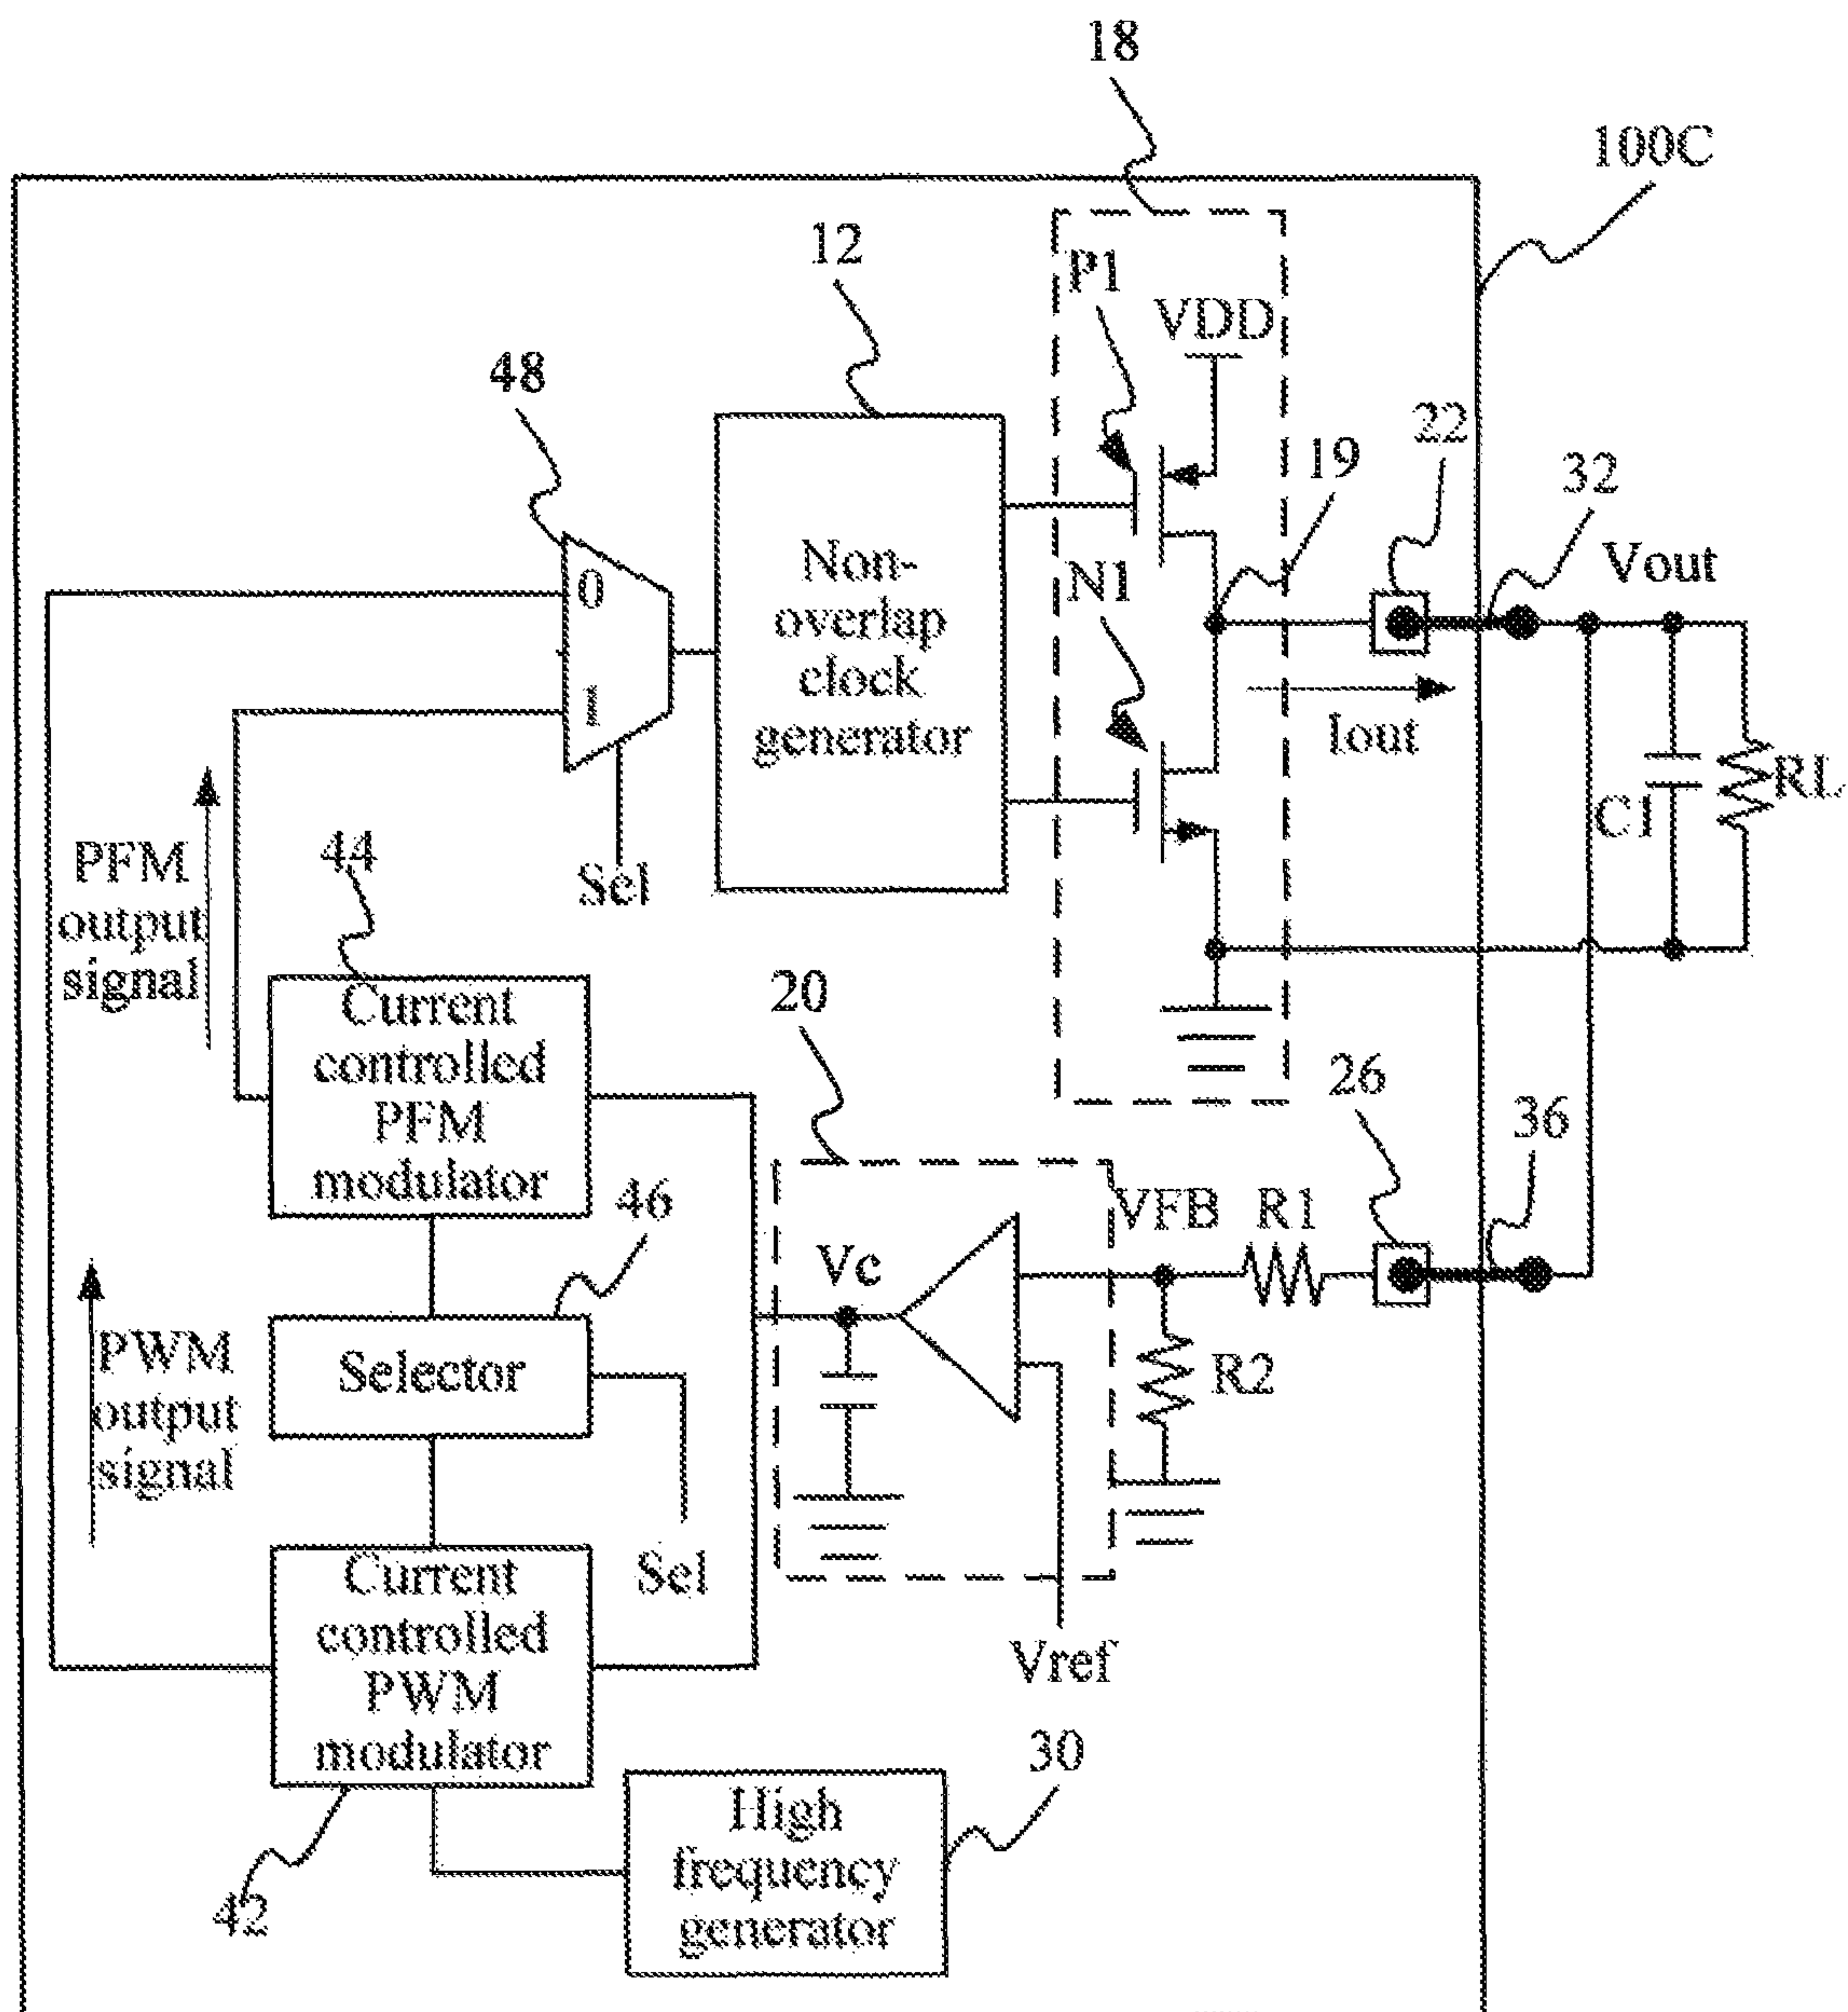 18
100C
12
P1
VDD
48
22
19
32
0
Non-
overlap
clock
generator
N1
Vout
1
Iout
C1
RL
PFM
output
signal
44
Sel
Current
controlled
PFM
modulator
20
26
36
46
VFB
R1
Vc
PWM
output
signal
Selector
R2
Sel
Current
controlled
PWM
modulator
Vref
30
High
frequency
generator
42